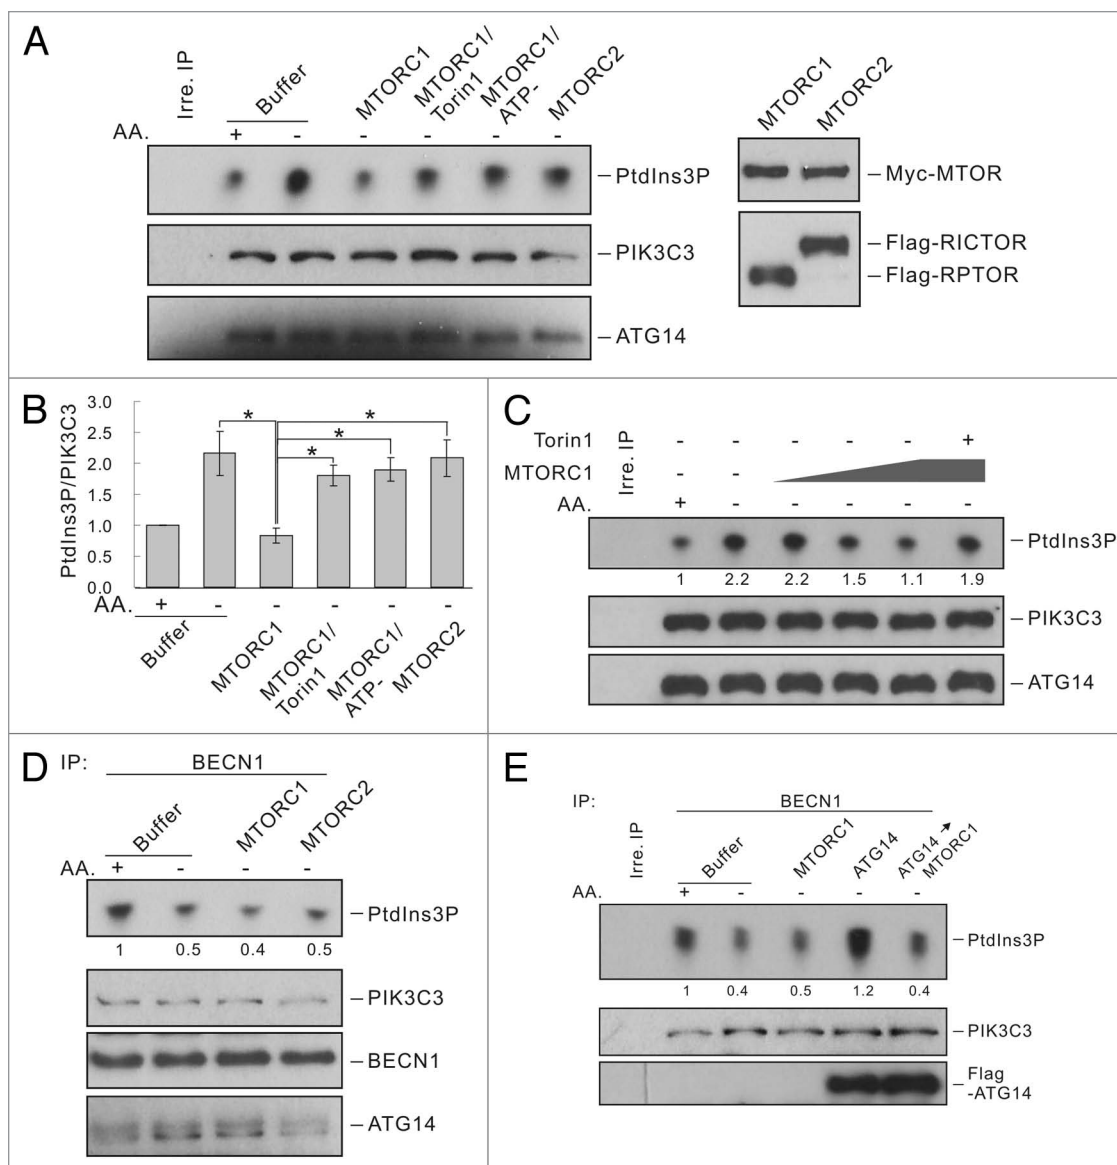 A
Irre. IP
Buffer
MTORC1
MTORC1/
Torin1
MTORC1/
ATP-
MTORC2
AA. + - - - - -
PtdIns3P
PIK3C3
ATG14
MTORC1
MTORC2
Myc-MTOR
Flag-RICTOR
Flag-RPTOR
B
PtdIns3P/PIK3C3
3.0
2.5
2.0
1.5
1.0
0.5
0.0
* * * *
AA. + - - - - -
Buffer
MTORC1
MTORC1/
Torin1
MTORC1/
ATP-
MTORC2
C
Irre. IP
Torin1 - - - - - +
MTORC1 - -
AA. + - - - - -
PtdIns3P
1 2.2 2.2 1.5 1.1 1.9
PIK3C3
ATG14
D
IP: BECN1
Buffer
MTORC1
MTORC2
AA. + - - -
PtdIns3P
1 0.5 0.4 0.5
PIK3C3
BECN1
ATG14
E
IP: BECN1
Irre. IP
Buffer
MTORC1
ATG14
ATG14 →
MTORC1
AA. + - - - -
PtdIns3P
1 0.4 0.5 1.2 0.4
PIK3C3
Flag
-ATG14